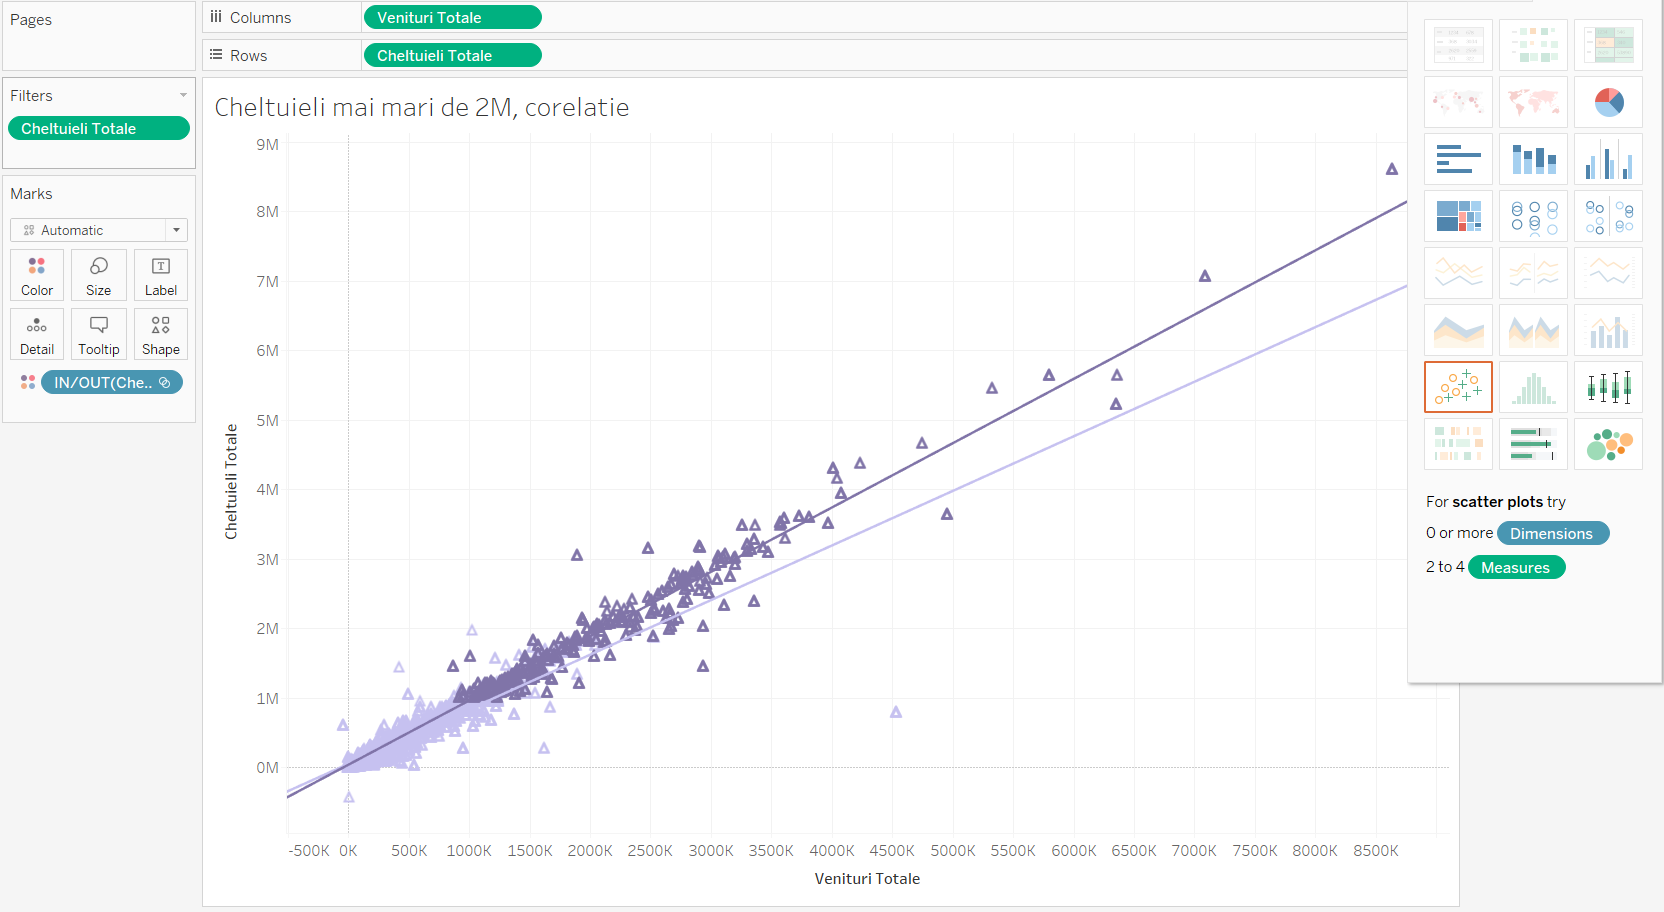 Pages
Columns
Venituri Totale
Rows
Cheltuieli Totale
Filters
Cheltuieli Totale
Marks
Automatic
Color
Size
Label
Detail
Tooltip
Shape
IN/OUT(Che..
Cheltuieli mai mari de 2M, corelatie
Cheltuieli Totale
9M
8M
7M
6M
5M
4M
3M
2M
1M
0M
-500K 0K 500K 1000K 1500K 2000K 2500K 3000K 3500K 4000K 4500K 5000K 5500K 6000K 6500K 7000K 7500K 8000K 8500K
Venituri Totale
For scatter plots try
0 or more Dimensions
2 to 4 Measures